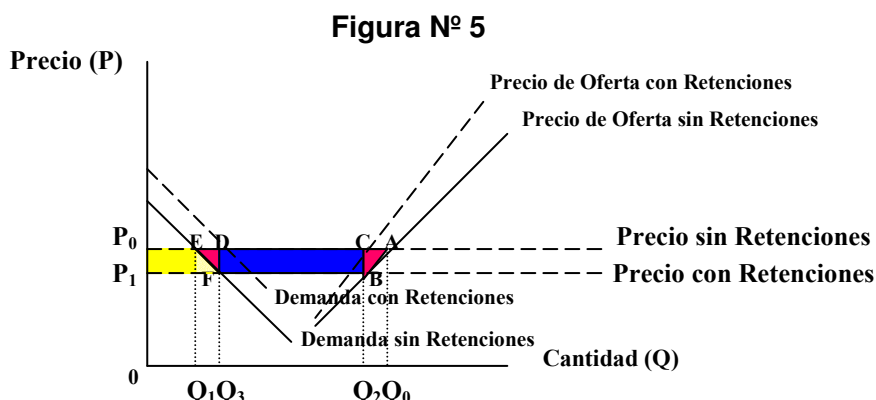 Figura Nº 5
Precio (P)
Precio de Oferta con Retenciones
Precio de Oferta sin Retenciones
P0 E D C A Precio sin Retenciones
P1 F B Precio con Retenciones
Demanda con Retenciones
Demanda sin Retenciones
Cantidad (Q)
0
Q1Q3 Q2Q0